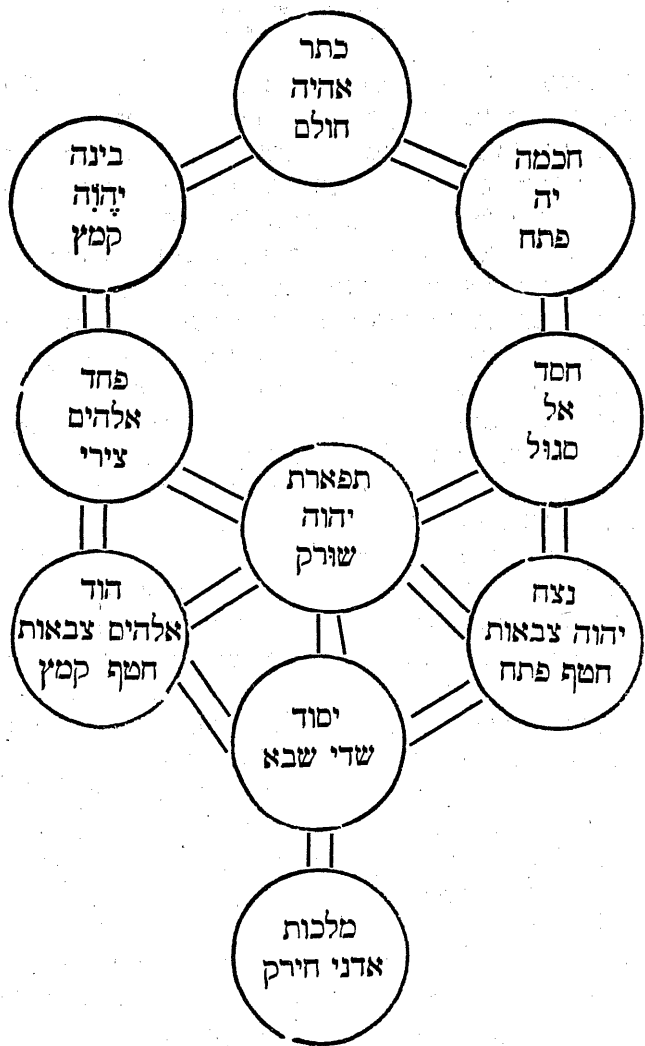 כתר
אהיה
חולם
חכמה
יה
פתח
בינה
יֶהֶוֶה
קמץ
חסד
אל
סגול
פחד
אלהים
צירי
תפארת
יהוה
שורק
נצח
יהוה צבאות
חטף פתח
הוד
אלהים צבאות
חטף קמץ
יסוד
שדי שבא
מלכות
אדני חירק